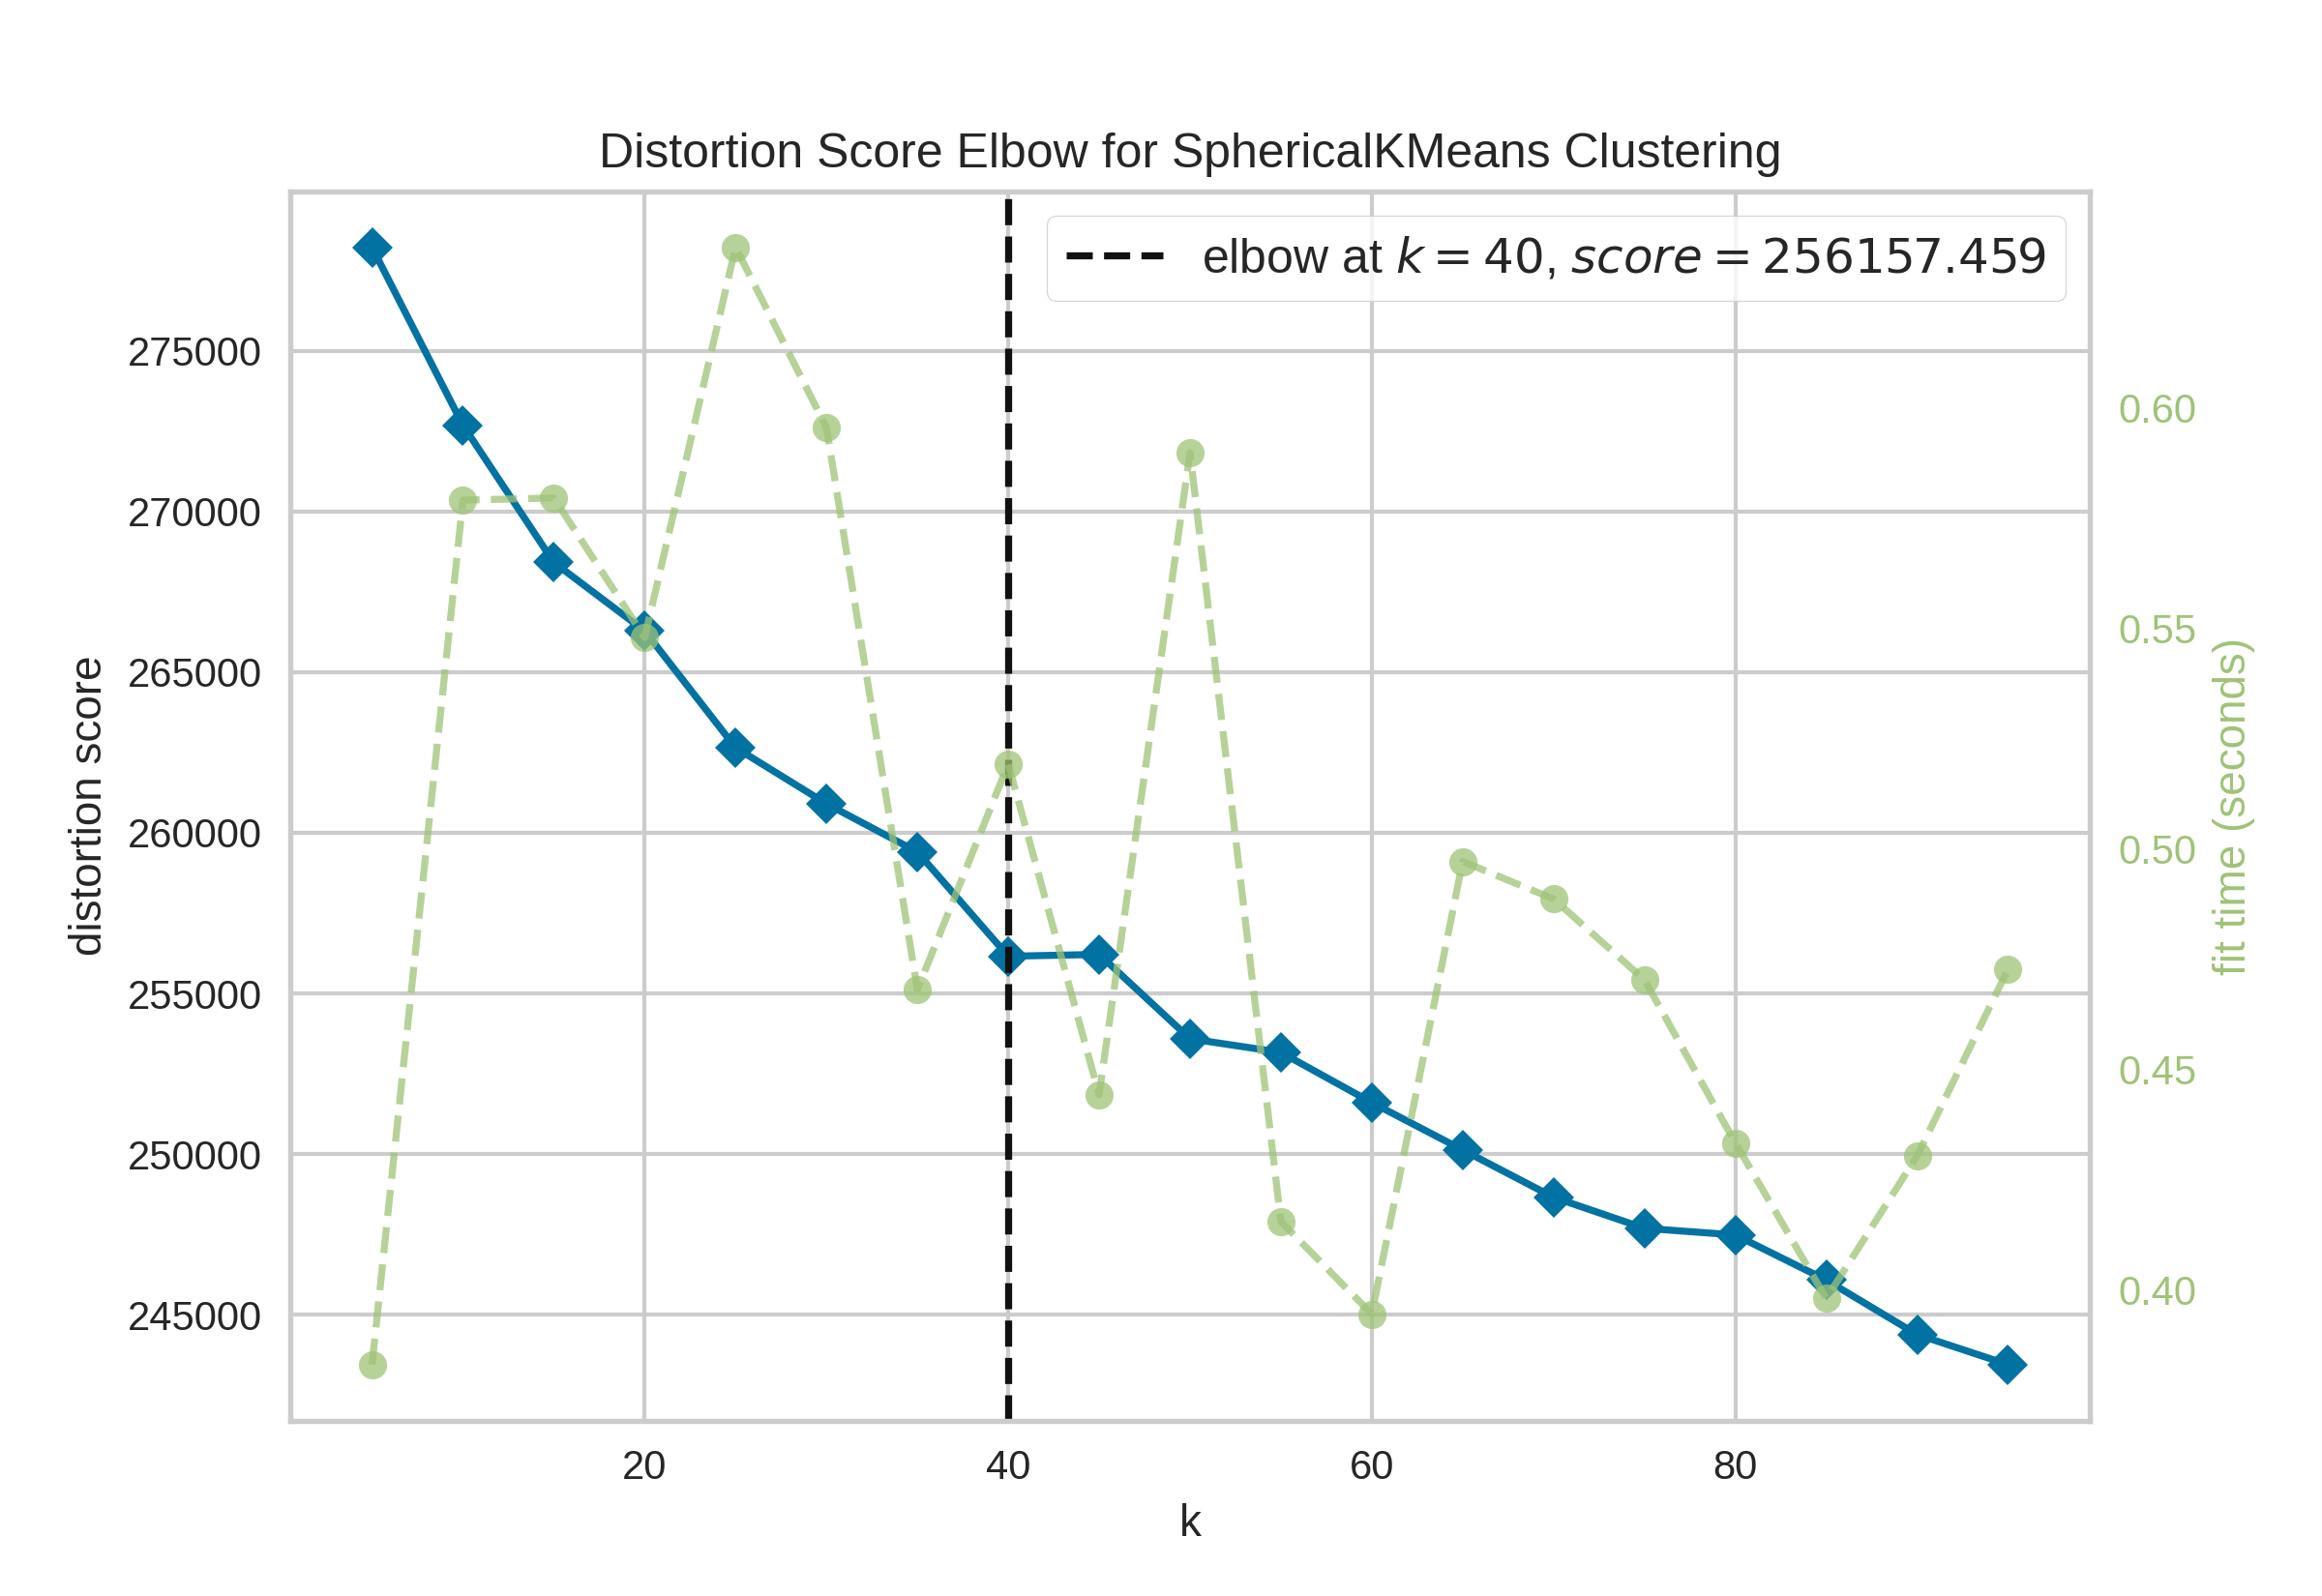 Distortion Score Elbow for SphericalKMeans Clustering
elbow at k = 40, score = 256157.459
distortion score
275000
270000
265000
260000
255000
250000
245000
0.60
0.55
0.50
0.45
0.40
fit time (seconds)
20 40 60 80
k